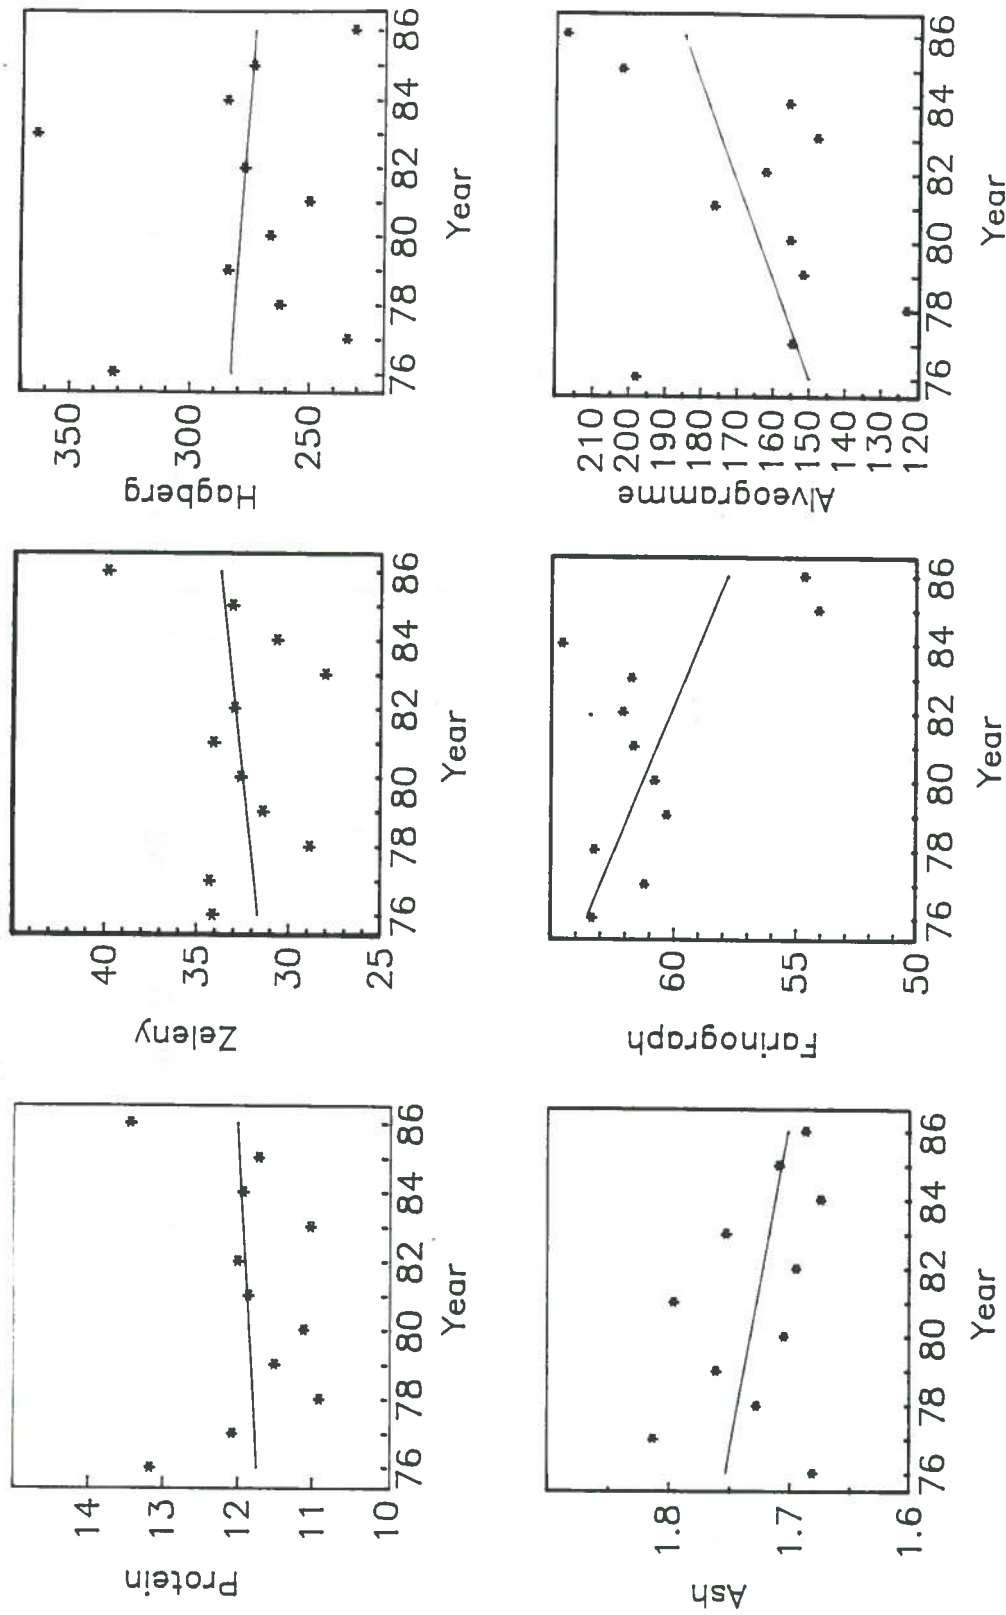 Protein
14
13
12
11
10
76 78 80 82 84 86
Year
Zeleny
40
35
30
25
76 78 80 82 84 86
Year
Hagberg
350
300
250
76 78 80 82 84 86
Year
Ash
1.8
1.7
1.6
76 78 80 82 84 86
Year
Farinograph
60
55
50
76 78 80 82 84 86
Year
Alveogramme
210
200
190
180
170
160
150
140
130
120
76 78 80 82 84 86
Year